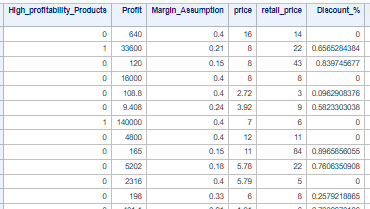 High_profitability_Products Profit Margin_Assumption price retail_price Discount_%
0 640 0.4 16 14 0
1 33600 0.21 8 22 0.6565284384
0 120 0.15 8 43 0.839745677
0 16000 0.4 8 8 0
0 108.8 0.4 2.72 3 0.0962908376
0 9.408 0.24 3.92 9 0.5823303038
1 140000 0.4 7 6 0
0 4800 0.4 12 11 0
0 165 0.15 11 84 0.8965856055
0 5202 0.18 5.78 22 0.7606350908
0 2316 0.4 5.79 5 0
0 198 0.33 6 8 0.2579218865